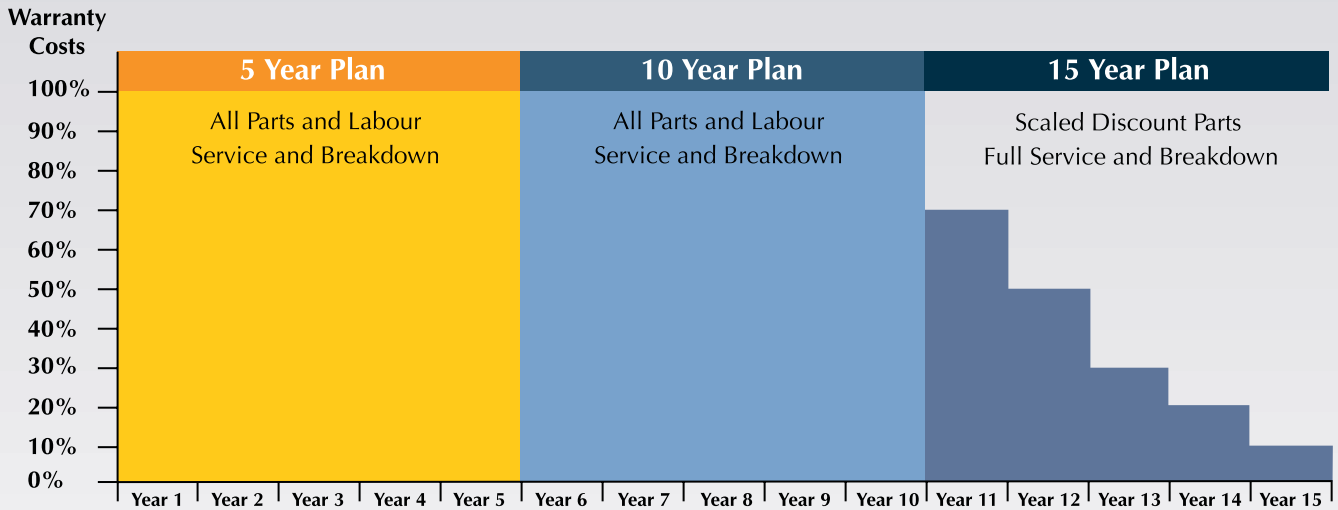 Warranty
Costs
5 Year Plan
10 Year Plan
15 Year Plan
100%
90%
80%
70%
60%
50%
40%
30%
20%
10%
0%
All Parts and Labour
Service and Breakdown
All Parts and Labour
Service and Breakdown
Scaled Discount Parts
Full Service and Breakdown
Year 1
Year 2
Year 3
Year 4
Year 5
Year 6
Year 7
Year 8
Year 9
Year 10
Year 11
Year 12
Year 13
Year 14
Year 15